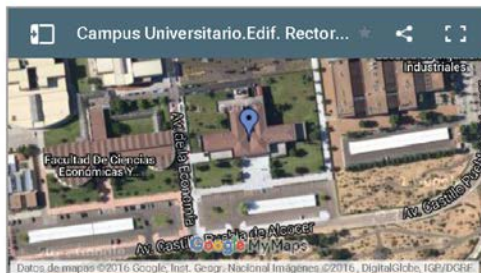 Campus Universitario.Edif. Rector...
Industriales
Av. de la Economía
Facultad De Ciencias
Económicas Y...
Av. Castillo Puebla de Alcocer
Av. Castillo Pueb
Google My Maps
Datos de mapas ©2016 Google, Inst. Geogr. Nacional Imágenes ©2016 , DigitalGlobe, IGP/DGRF